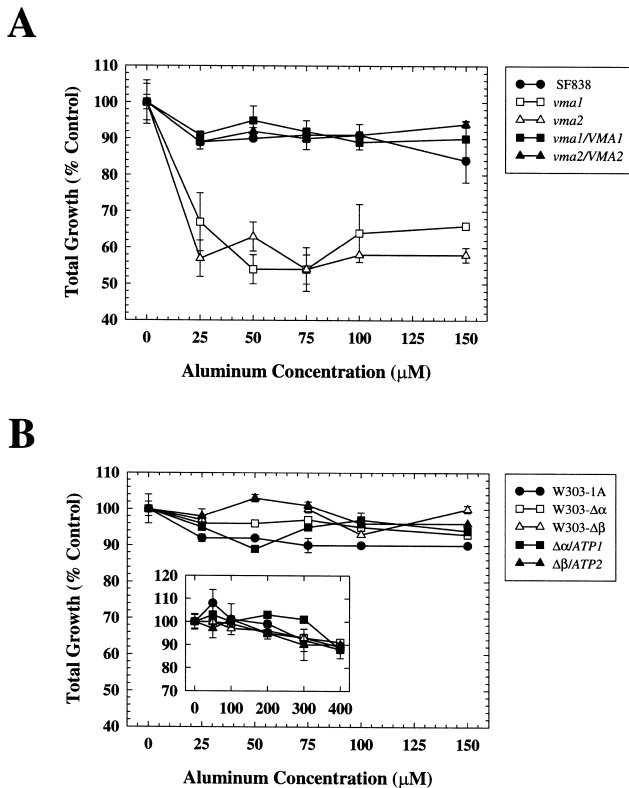 A
110
100
90
80
70
60
50
40
Total Growth (% Control)
0 25 50 75 100 150
Aluminum Concentration (μM)
SF838
vma1
vma2
vma1/VMA1
vma2/VMA2
B
110
100
90
80
70
60
50
40
Total Growth (% Control)
120
110
100
90
80
70
0 100 200 300 400
0 25 50 75 100 150
Aluminum Concentration (μM)
W303-1A
W303-Δα
W303-Δβ
Δα/ATP1
Δβ/ATP2